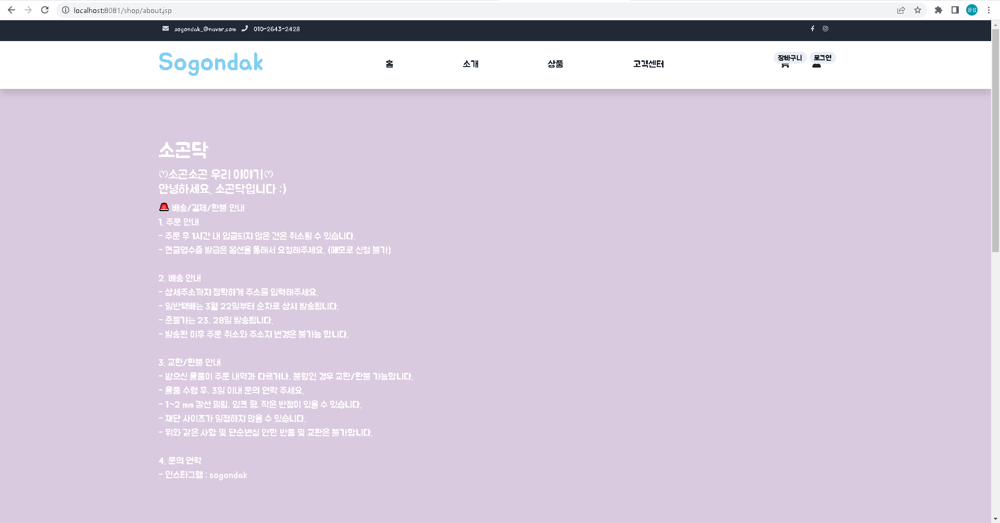 localhost:8081/shop/about.jsp
윤섭
sogondak_@naver.com 010-2643-2428
Sogondak
홈 소개 상품 고객센터
장바구니 로그인
소곤닥
ღ소곤소곤 우리 이야기ღ
안녕하세요. 소곤닥입니다 :)
🚨 배송/결제/환불 안내
1. 주문 안내
- 주문 후 1시간 내 입금되지 않은 건은 취소될 수 있습니다.
- 현금영수증 발급은 옵션을 통해서 요청해주세요. (메모로 신청 불가)
2. 배송 안내
- 상세주소까지 정확하게 주소를 입력해주세요.
- 일반택배는 3월 22일부터 순차로 상시 발송됩니다.
- 준등기는 23, 28일 발송됩니다.
- 발송된 이후 주문 취소와 주소지 변경은 불가능 합니다.
3. 교환/환불 안내
- 받으신 물품이 주문 내역과 다르거나, 불량인 경우 교환/환불 가능합니다.
- 물품 수령 후, 3일 이내 문의 연락 주세요.
- 1~2 mm 칼선 밀림, 잉크 튐, 작은 반점이 있을 수 있습니다.
- 재단 사이즈가 일정하지 않을 수 있습니다.
- 위와 같은 사항 및 단순변심 인한 반품 및 교환은 불가합니다.
4. 문의 연락
- 인스타그램 : sogondak